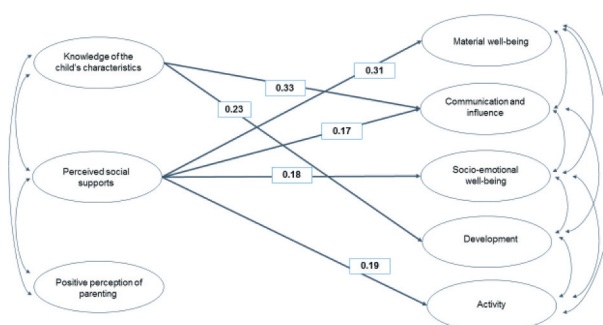 Knowledge of the
child's characteristics
Perceived social
supports
Positive perception of
parenting
0.31
0.33
0.23
0.17
0.18
0.19
Material well-being
Communication and
influence
Socio-emotional
well-being
Development
Activity